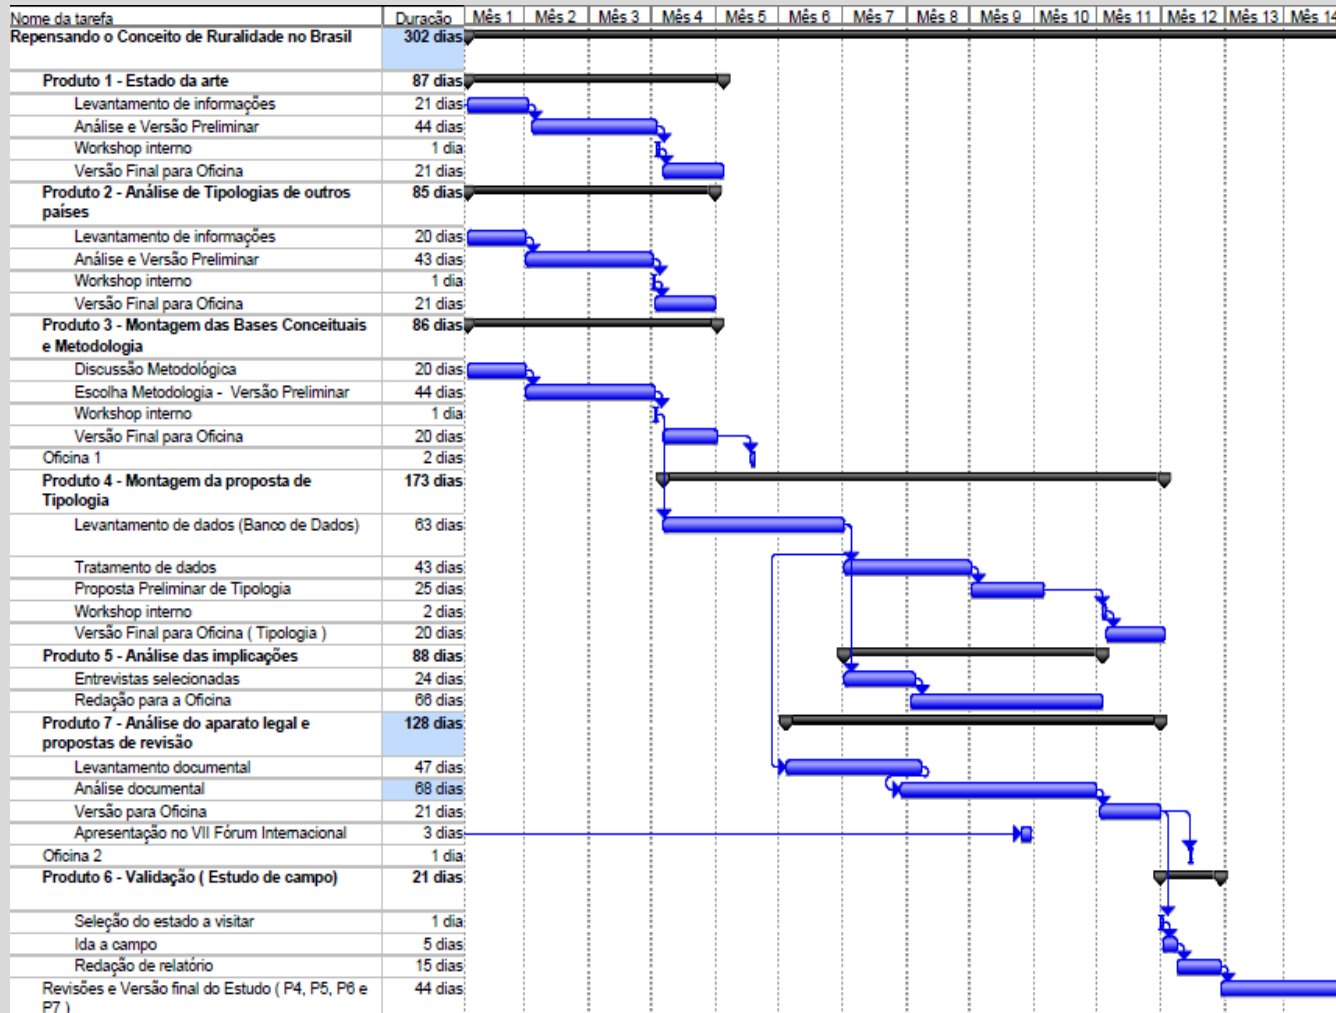 Nome da tarefa Duração Mês 1 Mês 2 Mês 3 Mês 4 Mês 5 Mês 6 Mês 7 Mês 8 Mês 9 Mês 10 Mês 11 Mês 12 Mês 13 Mês 14
Repensando o Conceito de Ruralidade no Brasil 302 dias
Produto 1 - Estado da arte 87 dias
Levantamento de informações 21 dias
Análise e Versão Preliminar 44 dias
Workshop interno 1 dia
Versão Final para Oficina 21 dias
Produto 2 - Análise de Tipologias de outros 85 dias
países
Levantamento de informações 20 dias
Análise e Versão Preliminar 43 dias
Workshop interno 1 dia
Versão Final para Oficina 21 dias
Produto 3 - Montagem das Bases Conceituais 86 dias
e Metodologia
Discussão Metodológica 20 dias
Escolha Metodologia - Versão Preliminar 44 dias
Workshop interno 1 dia
Versão Final para Oficina 20 dias
Oficina 1 2 dias
Produto 4 - Montagem da proposta de 173 dias
Tipologia
Levantamento de dados (Banco de Dados) 63 dias
Tratamento de dados 43 dias
Proposta Preliminar de Tipologia 25 dias
Workshop interno 2 dias
Versão Final para Oficina ( Tipologia ) 20 dias
Produto 5 - Análise das implicações 88 dias
Entrevistas selecionadas 24 dias
Redação para a Oficina 66 dias
Produto 7 - Análise do aparato legal e 128 dias
propostas de revisão
Levantamento documental 47 dias
Análise documental 68 dias
Versão para Oficina 21 dias
Apresentação no VII Fórum Internacional 3 dias
Oficina 2 1 dia
Produto 6 - Validação ( Estudo de campo) 21 dias
Seleção do estado a visitar 1 dia
Ida a campo 5 dias
Redação de relatório 15 dias
Revisões e Versão final do Estudo ( P4, P5, P6 e 44 dias
P7 )